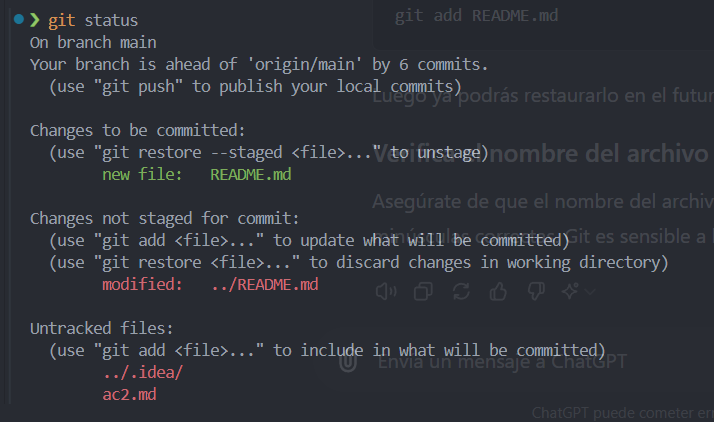 ❯ git status
On branch main
Your branch is ahead of 'origin/main' by 6 commits.
(use "git push" to publish your local commits)
Changes to be committed:
(use "git restore --staged <file>..." to unstage)
new file:   README.md
Changes not staged for commit:
(use "git add <file>..." to update what will be committed)
(use "git restore <file>..." to discard changes in working directory)
modified:   ../README.md
Untracked files:
(use "git add <file>..." to include in what will be committed)
../.idea/
ac2.md
git add README.md
Luego ya podrás restaurarlo en el futur
Verifica el nombre del archivo
Asegúrate de que el nombre del archiv
minúsculas correctas. Git es sensible a l
Envía un mensaje a ChatGPT
ChatGPT puede cometer err